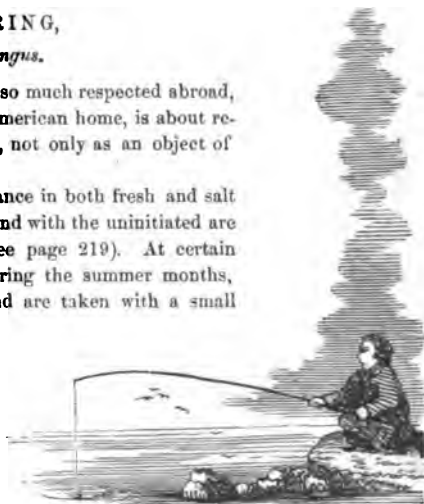 RING,
ngus.
so much respected abroad,
merican home, is about re-
, not only as an object of
ance in both fresh and salt
nd with the uninitiated are
ee page 219). At certain
ring the summer months,
nd are taken with a small